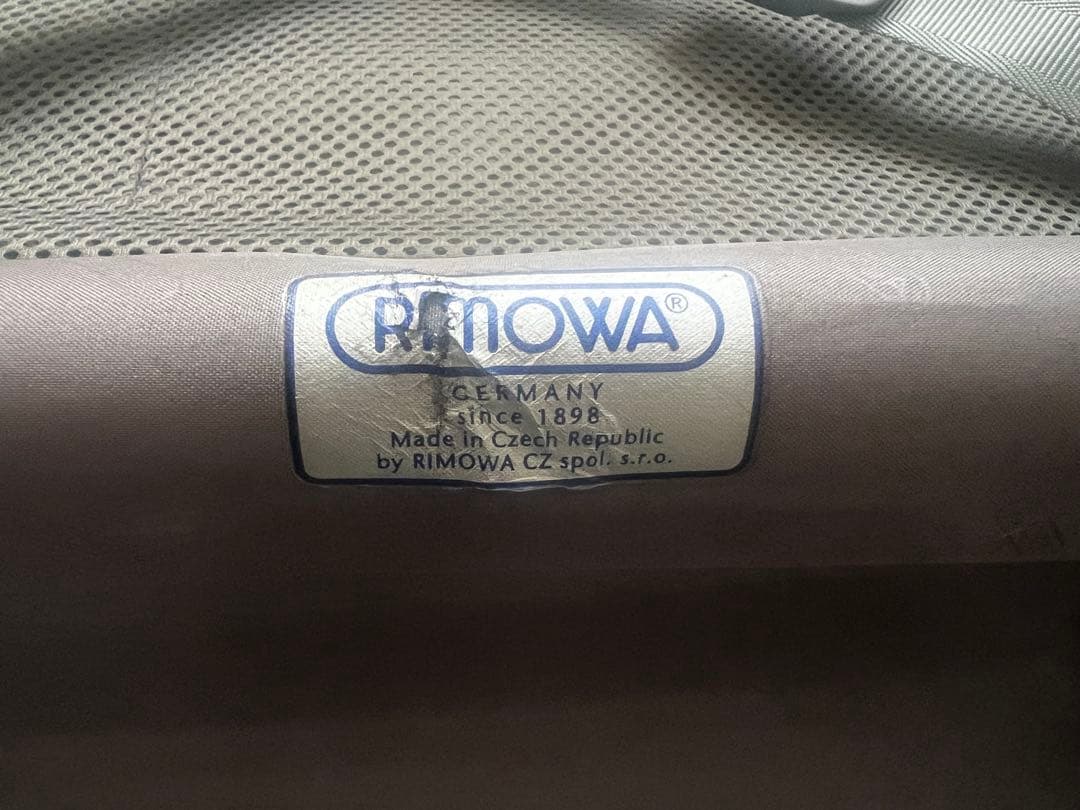 RIMOWA®
GERMANY
since 1898
Made in Czech Republic
by RIMOWA CZ spol. s.r.o.